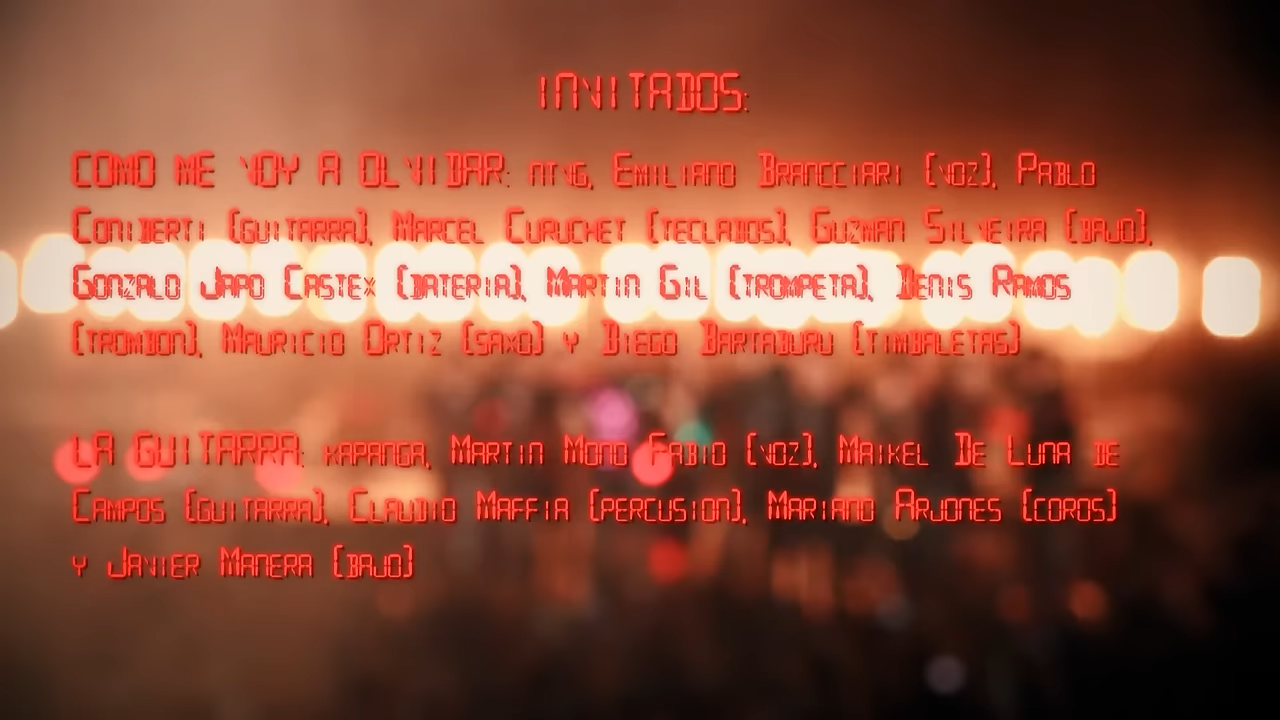 INVITADOS:
COMO ME VOY A OLVIDAR: NTVG, Emiliano Brancciari (voz), Pablo
Coniberti (guitarra), Marcel Curuchet (teclados), Guzman Silveira (bajo),
Gonzalo Japo Castex (bateria), Martin Gil (trompeta), Denis Ramos
(trombon), Mauricio Ortiz (saxo) y Diego Bartaburu (timbaletas)
LA GUITARRA: kapanga, Martin Mono Fabio (voz), Maikel De Luna de
Campos (guitarra), Claudio Maffia (percusion), Mariano Arjones (coros)
y Javier Manera (bajo)